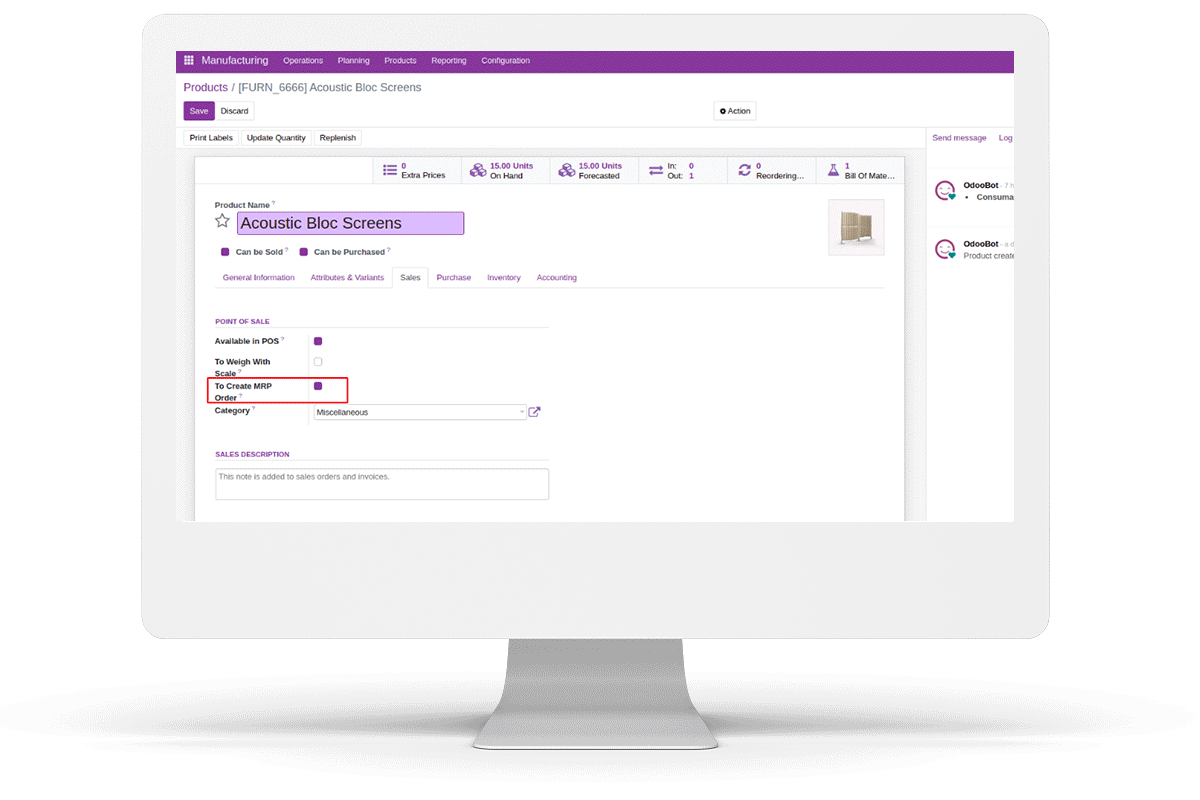 Manufacturing Operations Planning Products Reporting Configuration
Products / [FURN_6666] Acoustic Bloc Screens
Save Discard Action
Print Labels Update Quantity Replenish Send message Log
0 Extra Prices
15.00 Units On Hand
15.00 Units Forecasted
In: 0
Out: 1
0 Reordering...
1 Bill Of Mate...
OdooBot - 7 h
• Consuma
Product Name ?
Acoustic Bloc Screens
OdooBot - a d
Product create
Can be Sold ? Can be Purchased ?
General Information Attributes & Variants Sales Purchase Inventory Accounting
POINT OF SALE
Available in POS ?
To Weigh With
Scale ?
To Create MRP
Order ?
Category ? Miscellaneous
SALES DESCRIPTION
This note is added to sales orders and invoices.